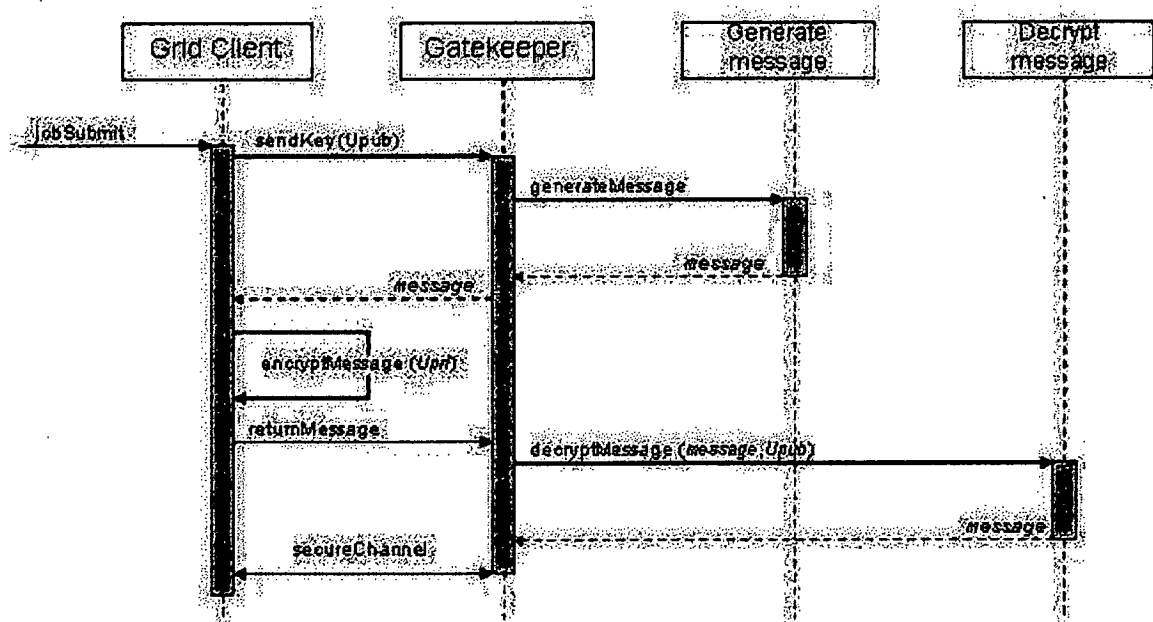 Grid Client
Gatekeeper
Generate
message
Decrypt
message
jobSubmit
sendKey(Upub)
generateMessage
message
message
encryptMessage (Upri)
returnMessage
decryptMessage (message, Upub)
message
secureChannel